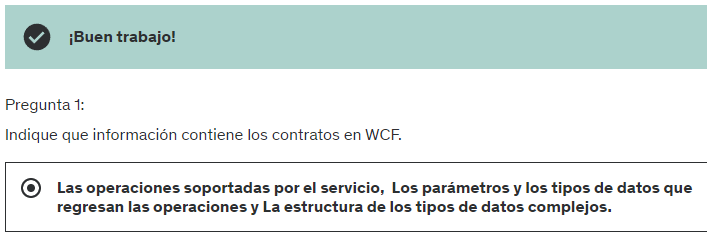 ¡Buen trabajo!
Pregunta 1:
Indique que información contiene los contratos en WCF.
Las operaciones soportadas por el servicio, Los parámetros y los tipos de datos que
regresan las operaciones y La estructura de los tipos de datos complejos.